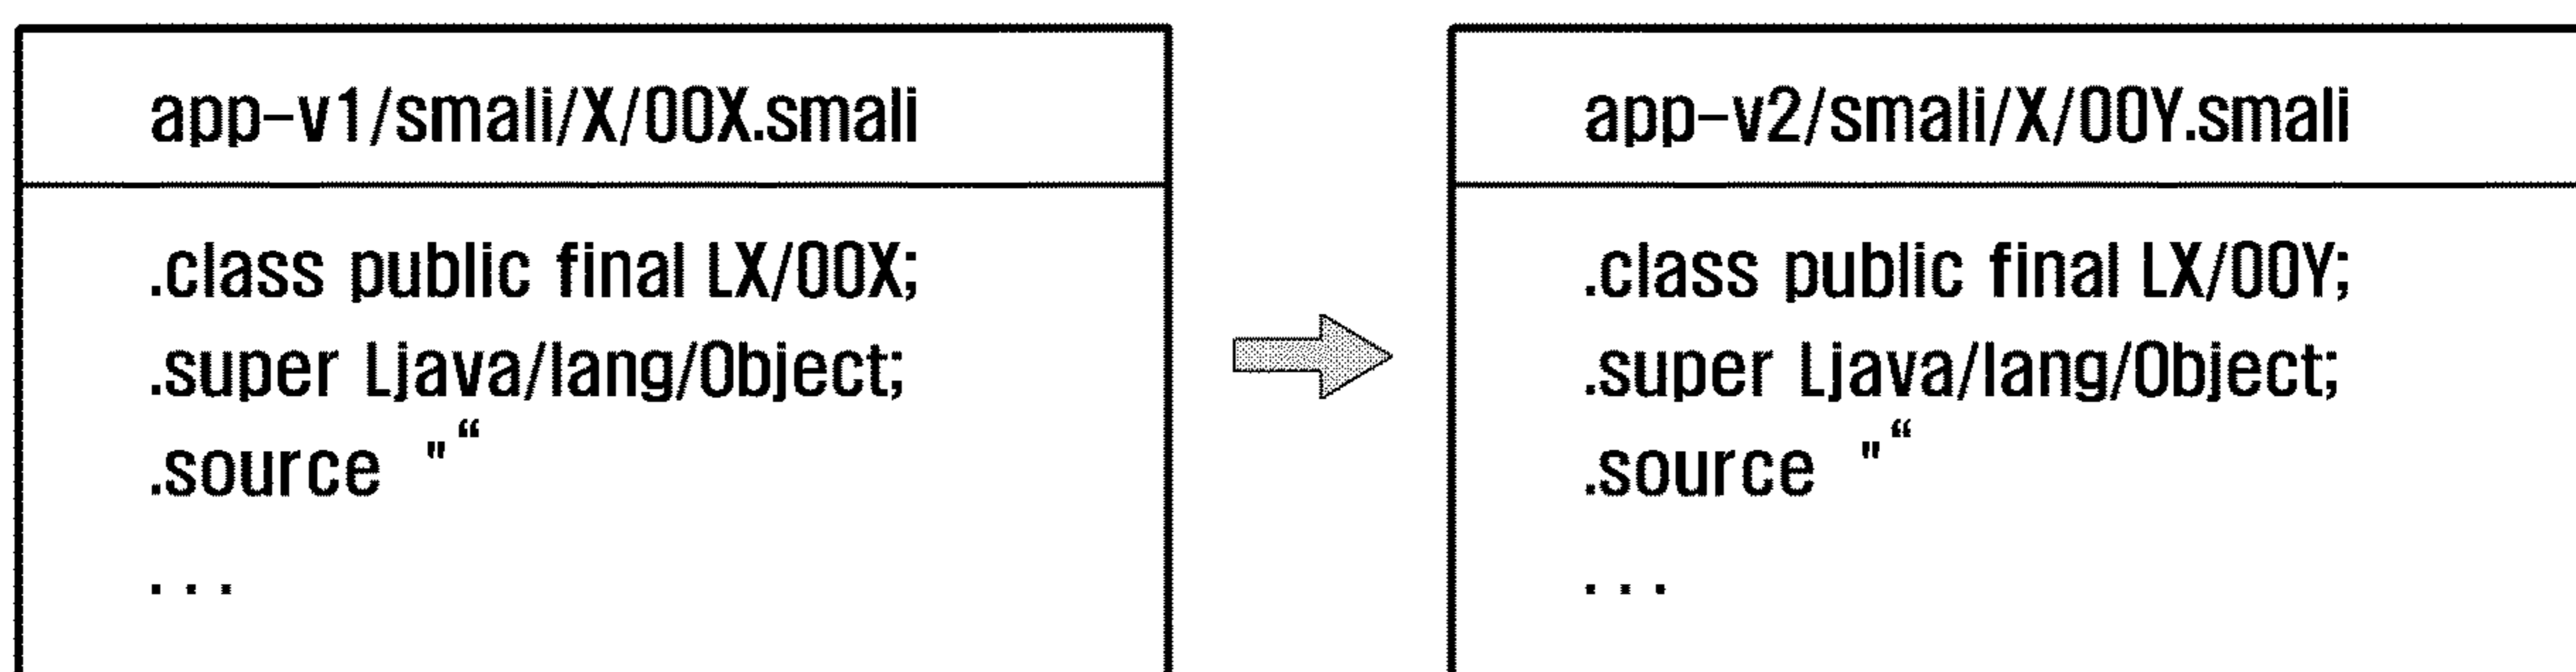 app-v1/smali/X/00X.smali
.class public final LX/00X;
.super Ljava/lang/Object;
.source "“
...
app-v2/smali/X/00Y.smali
.class public final LX/00Y;
.super Ljava/lang/Object;
.source "“
...